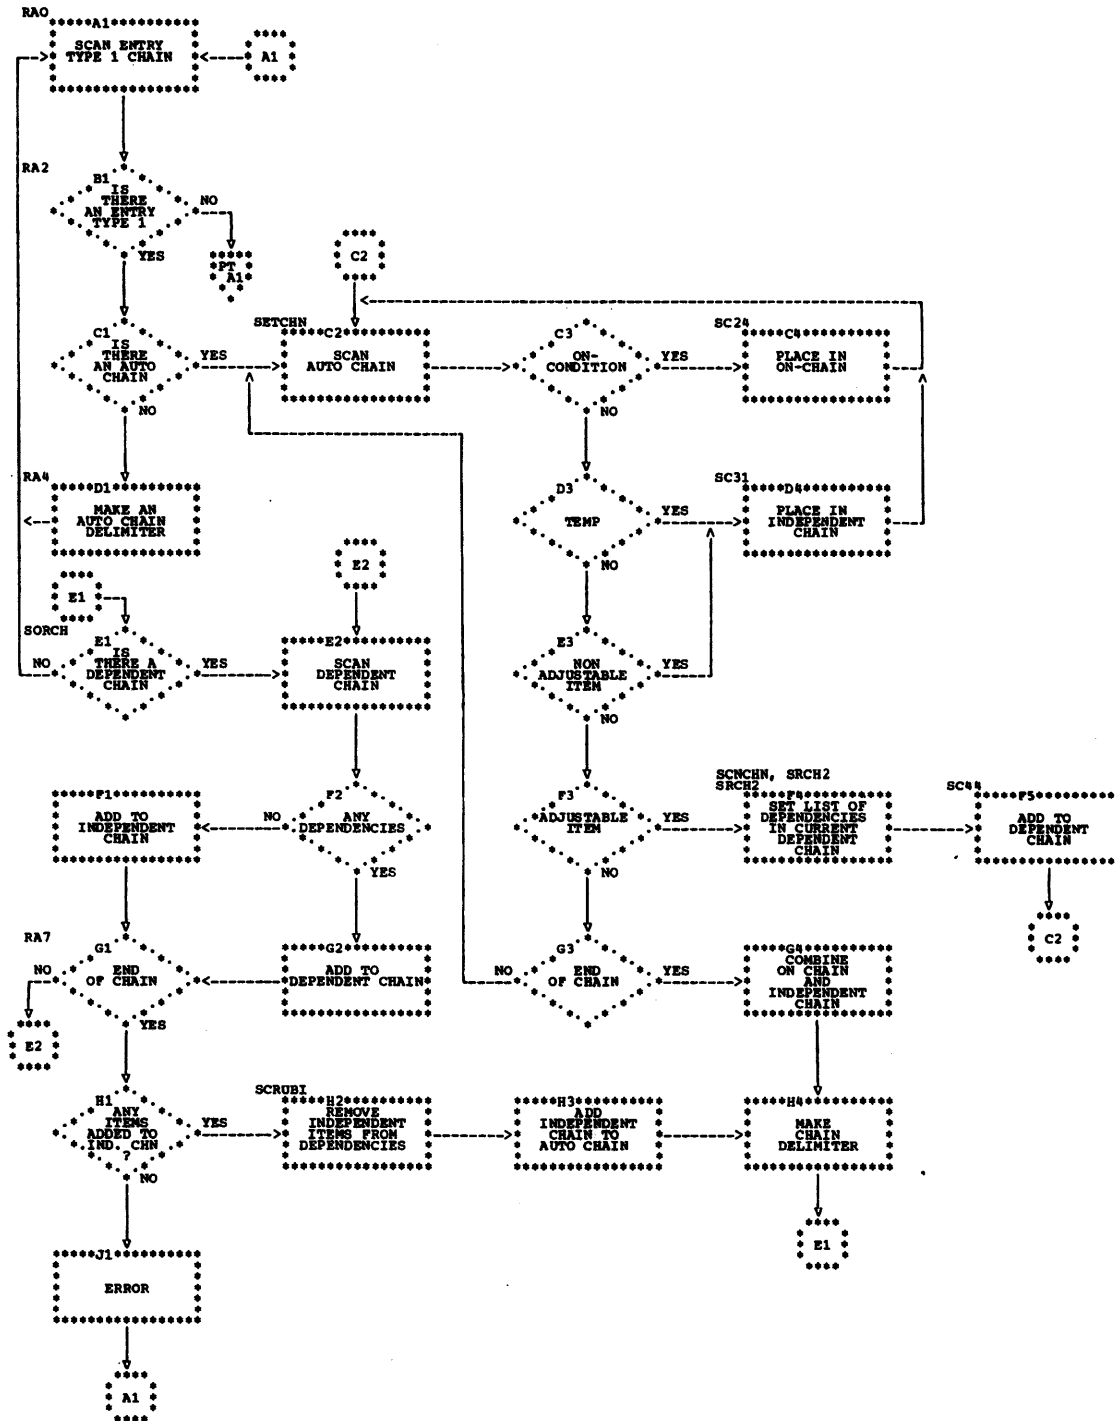 RA0
A1
SCAN ENTRY
TYPE 1 CHAIN
A1
RA2
B1
IS
THERE
AN ENTRY
TYPE 1
NO
YES
PT
A1
C2
C1
IS
THERE
AN AUTO
CHAIN
YES
NO
SETCHN
C2
SCAN
AUTO CHAIN
C3
ON-
CONDITION
YES
NO
SC24
C4
PLACE IN
ON-CHAIN
RA4
D1
MAKE AN
AUTO CHAIN
DELIMITER
D3
TEMP
YES
NO
SC31
D4
PLACE IN
INDEPENDENT
CHAIN
E1
E2
SORCH
E1
IS
THERE A
DEPENDENT
CHAIN
NO
YES
E2
SCAN
DEPENDENT
CHAIN
E3
NON
ADJUSTABLE
ITEM
YES
NO
F1
ADD TO
INDEPENDENT
CHAIN
F2
ANY
DEPENDENCIES
NO
YES
F3
ADJUSTABLE
ITEM
YES
NO
SCNCHN, SRCH2
SRCH2
F4
SET LIST OF
DEPENDENCIES
IN CURRENT
DEPENDENT
CHAIN
SC44
F5
ADD TO
DEPENDENT
CHAIN
C2
RA7
G1
END
OF CHAIN
NO
YES
E2
G2
ADD TO
DEPENDENT CHAIN
G3
END
OF CHAIN
NO
YES
G4
COMBINE
ON CHAIN
AND
INDEPENDENT
CHAIN
H1
ANY
ITEMS
ADDED TO
IND. CHN
?
YES
NO
SCRUBI
H2
REMOVE
INDEPENDENT
ITEMS FROM
DEPENDENCIES
H3
ADD
INDEPENDENT
CHAIN TO
AUTO CHAIN
H4
MAKE
CHAIN
DELIMITER
E1
J1
ERROR
A1